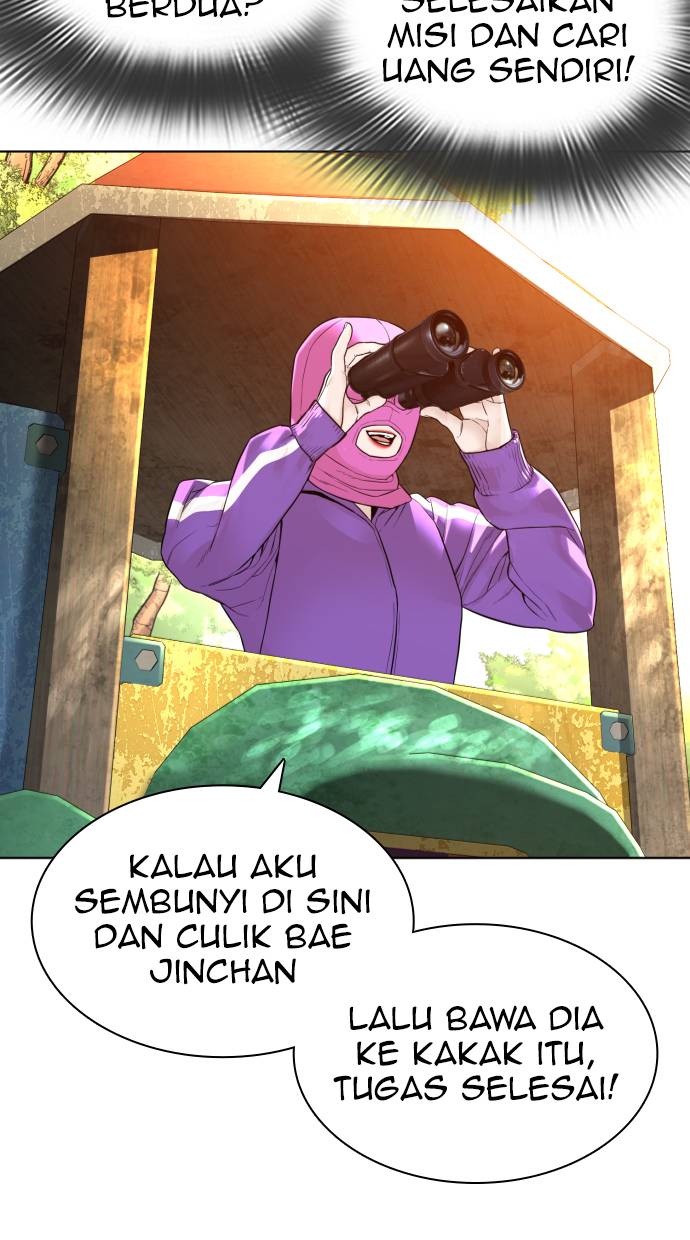 BERDUA?
SELESAIKAN
MISI DAN CARI
UANG SENDIRI!
KALAU AKU
SEMBUNYI DI SINI
DAN CULIK BAE
JINCHAN
LALU BAWA DIA
KE KAKAK ITU,
TUGAS SELESAI!